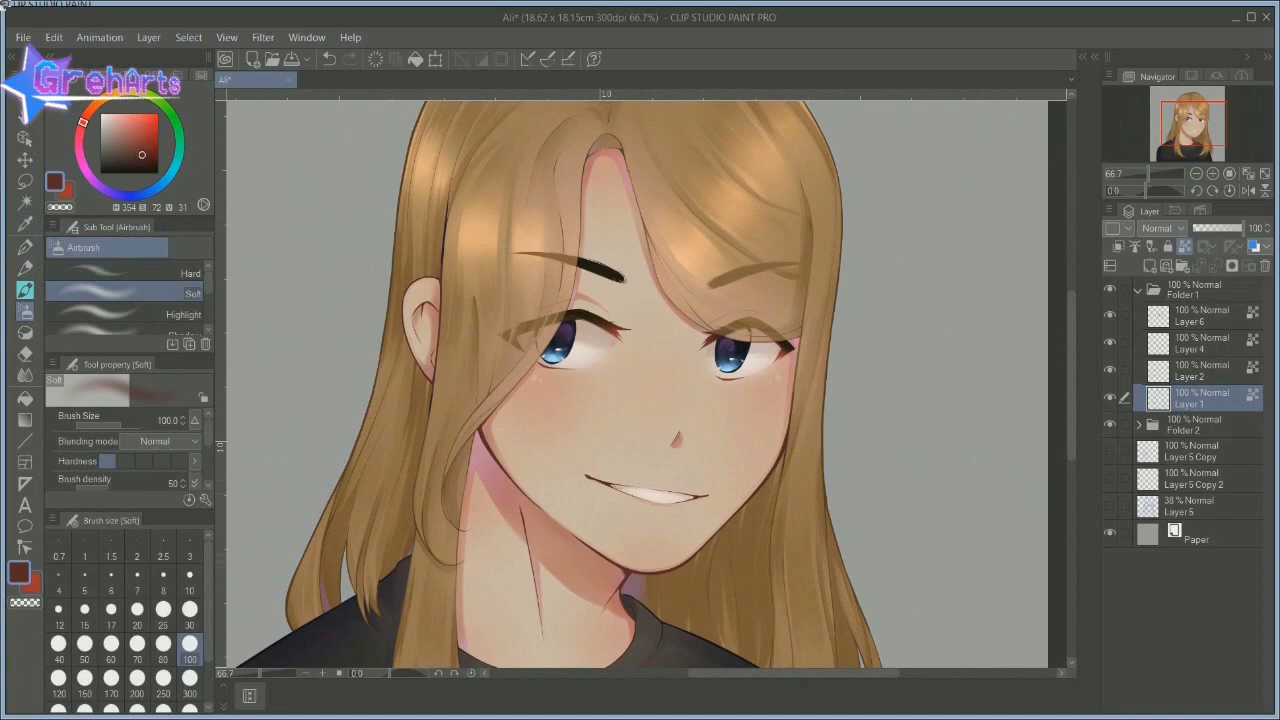 CLIP STUDIO PAINT
Ali* (18.62 x 18.15cm 300dpi 66.7%) - CLIP STUDIO PAINT PRO
File Edit Animation Layer Select View Filter Window Help
GrehArts
Ali*
10
Navigator
66.7
0.0
H 354 S 72 V 31
Sub Tool [Airbrush]
Airbrush
Hard
Soft
Highlight
Tool property [Soft]
Soft
Brush Size 100.0
Blending mode Normal
Hardness
Brush density 50
Brush size [Soft]
0.7 1 1.5 2 2.5 3
4 5 6 7 8 10
12 15 17 20 25 30
40 50 60 70 80 100
120 150 170 200 250 300
Layer
Normal 100
100 % Normal
Folder 1
100 % Normal
Layer 6
100 % Normal
Layer 4
100 % Normal
Layer 2
100 % Normal
Layer 1
100 % Normal
Folder 2
100 % Normal
Layer 5 Copy
100 % Normal
Layer 5 Copy 2
38 % Normal
Layer 5
Paper
66.7 0.0